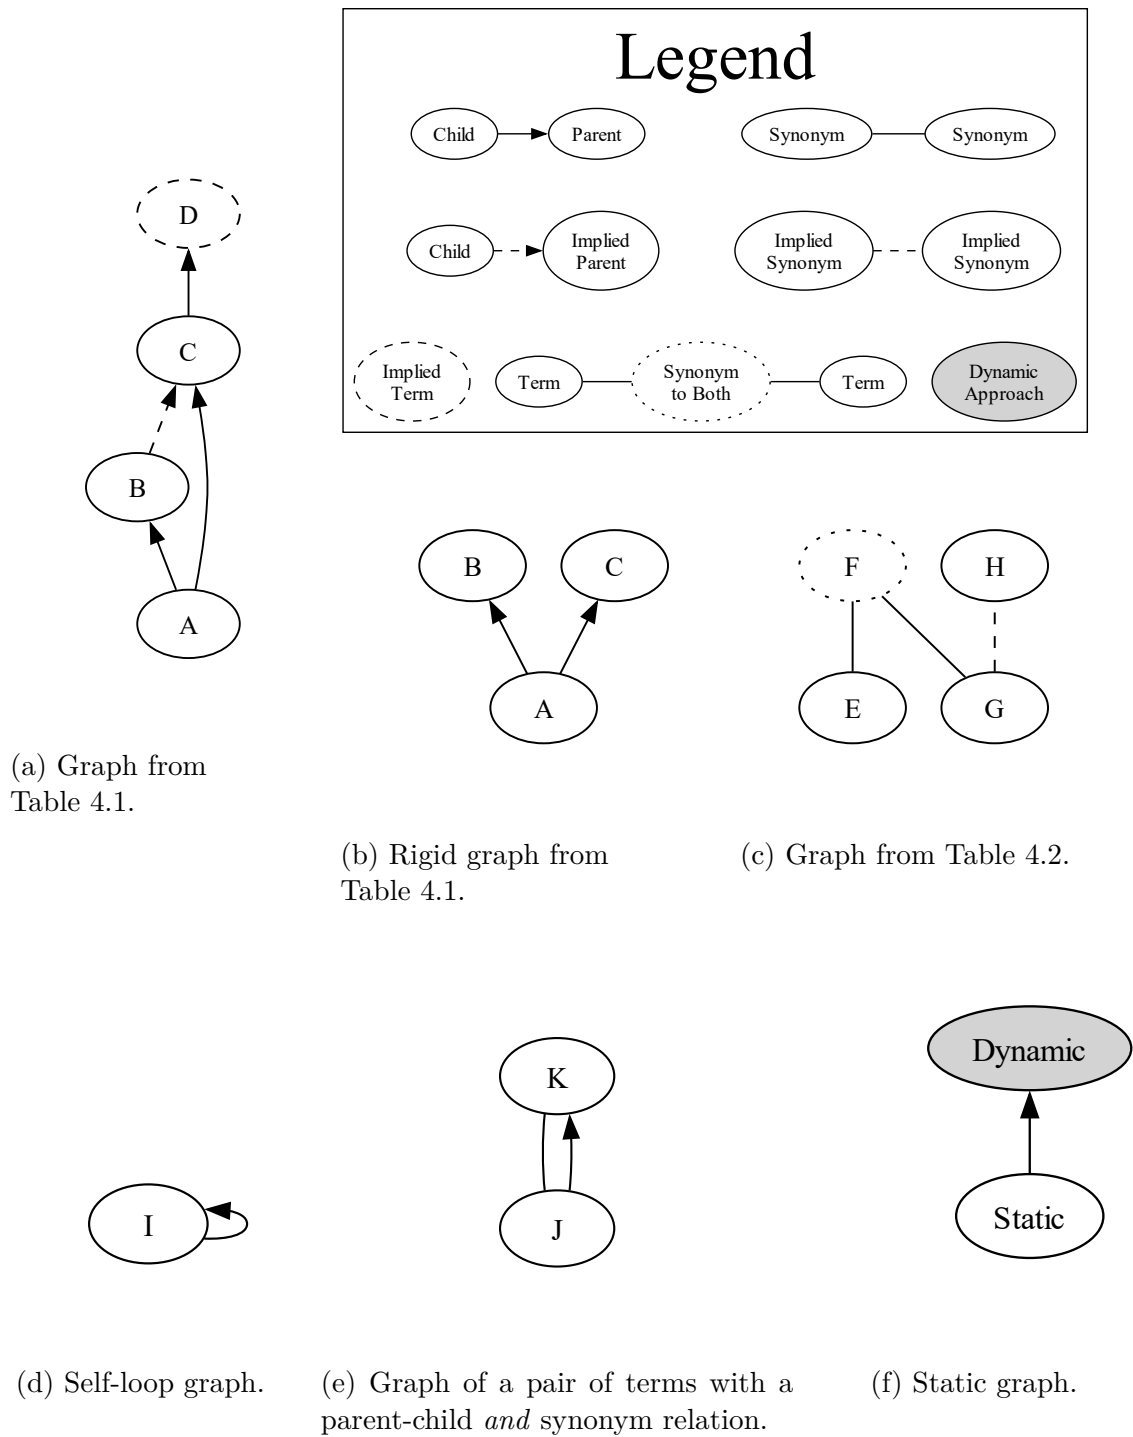 Legend
Child
Parent
Synonym
Synonym
Child
Implied
Parent
Implied
Synonym
Implied
Synonym
Implied
Term
Term
Synonym
to Both
Term
Dynamic
Approach
D
C
B
A
(a) Graph from
Table 4.1.
B
C
A
(b) Rigid graph from
Table 4.1.
F
H
E
G
(c) Graph from Table 4.2.
I
(d) Self-loop graph.
K
J
(e) Graph of a pair of terms with a
parent-child and synonym relation.
Dynamic
Static
(f) Static graph.